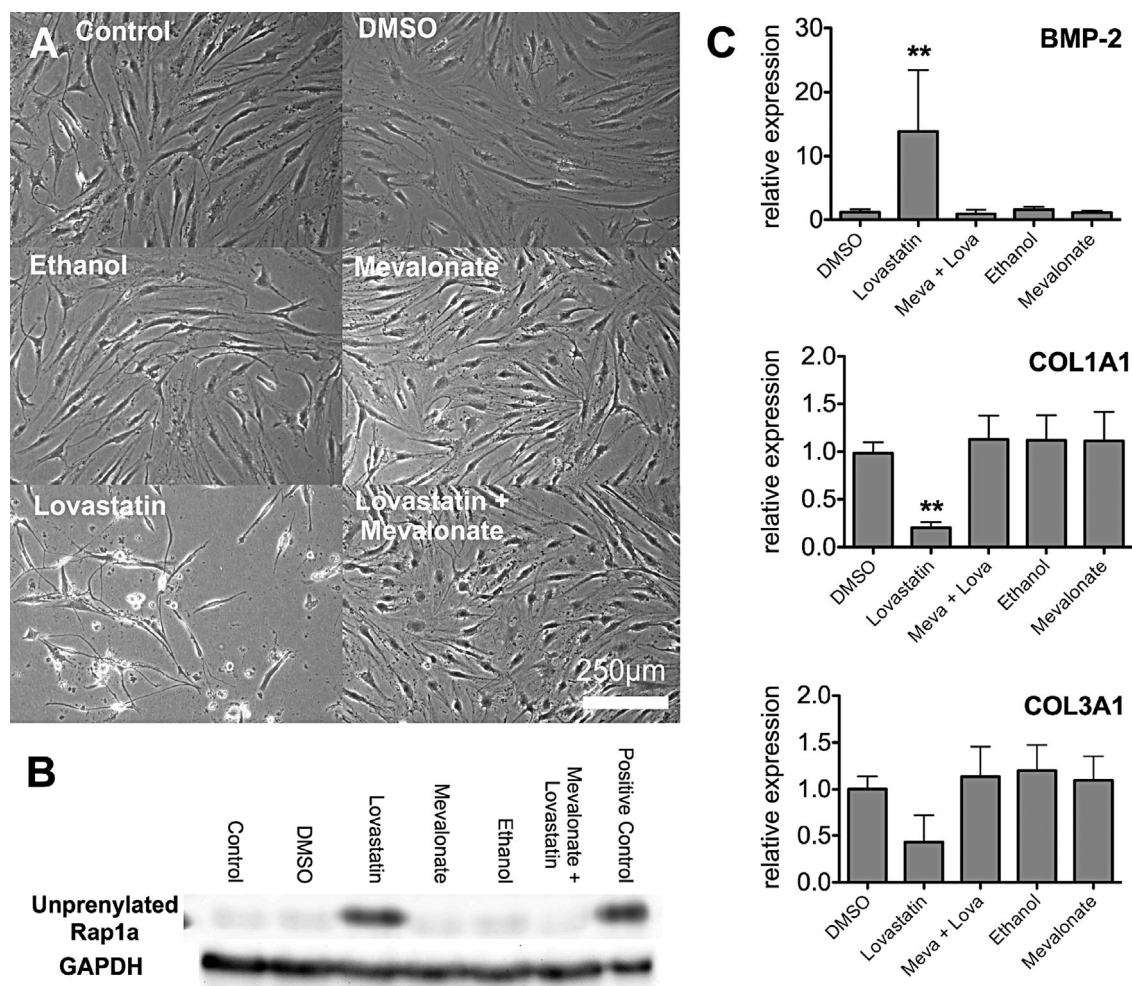 A
Control
DMSO
Ethanol
Mevalonate
Lovastatin
Lovastatin +
Mevalonate
250µm
B
Control
DMSO
Lovastatin
Mevalonate
Ethanol
Mevalonate +
Lovastatin
Positive Control
Unprenylated
Rap1a
GAPDH
C
BMP-2
relative expression
30
20
10
0
**
DMSO
Lovastatin
Meva + Lova
Ethanol
Mevalonate
COL1A1
relative expression
2.0
1.5
1.0
0.5
0.0
**
DMSO
Lovastatin
Meva + Lova
Ethanol
Mevalonate
COL3A1
relative expression
2.0
1.5
1.0
0.5
0.0
DMSO
Lovastatin
Meva + Lova
Ethanol
Mevalonate